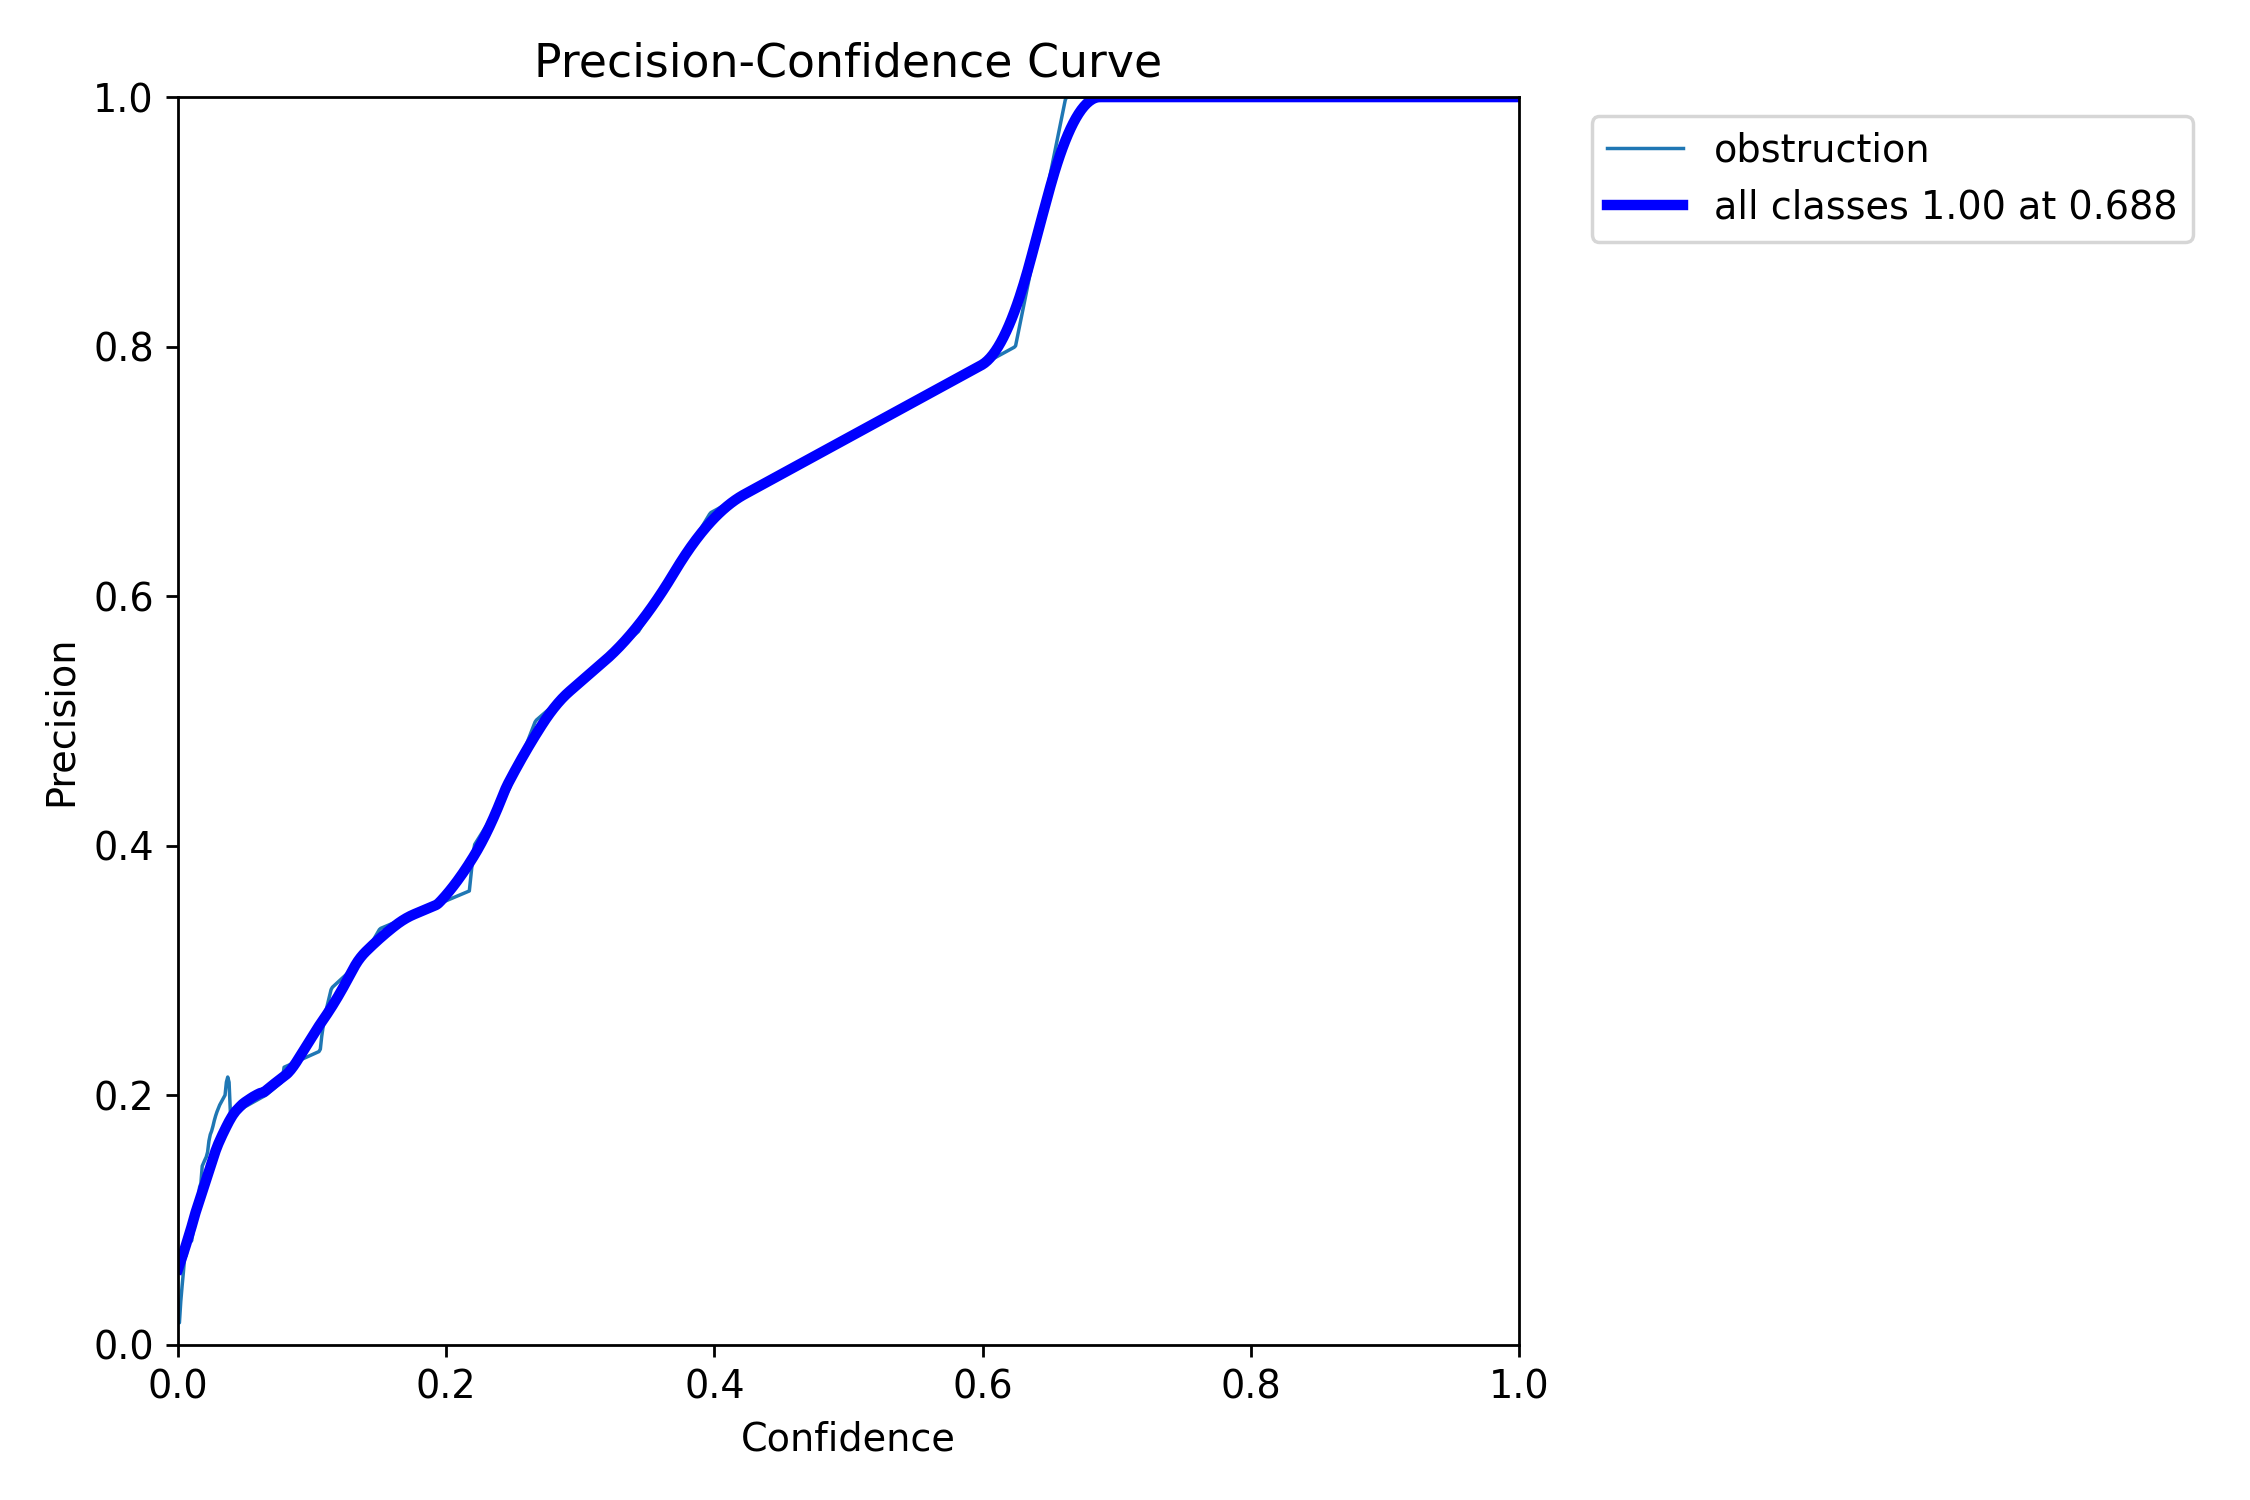 Precision-Confidence Curve
1.0
0.8
0.6
0.4
0.2
0.0
Precision
0.0 0.2 0.4 0.6 0.8 1.0
Confidence
obstruction
all classes 1.00 at 0.688